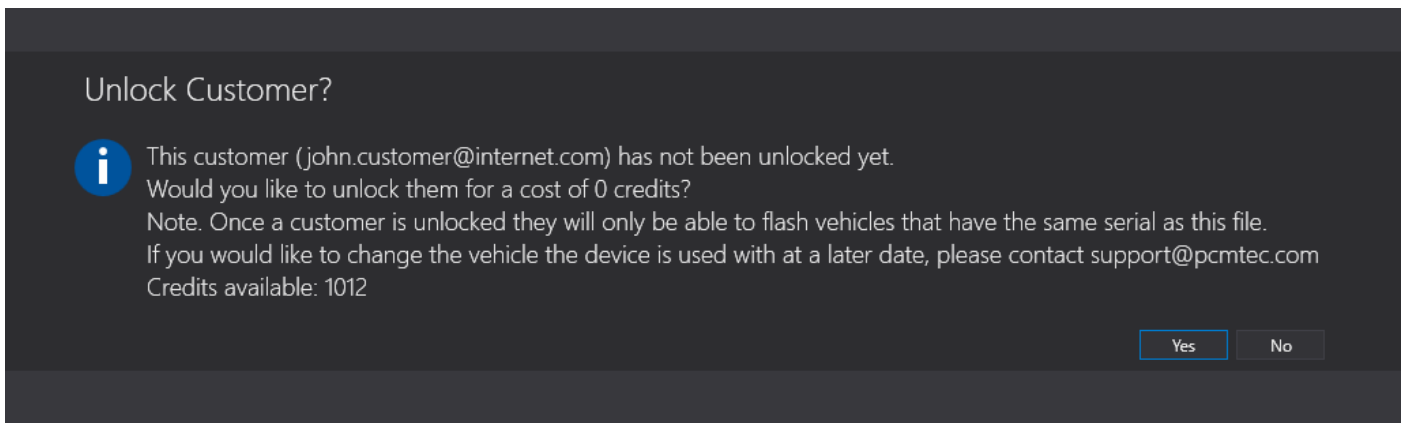 Unlock Customer?
This customer (john.customer@internet.com) has not been unlocked yet.
Would you like to unlock them for a cost of 0 credits?
Note. Once a customer is unlocked they will only be able to flash vehicles that have the same serial as this file.
If you would like to change the vehicle the device is used with at a later date, please contact support@pcmtec.com
Credits available: 1012
Yes No